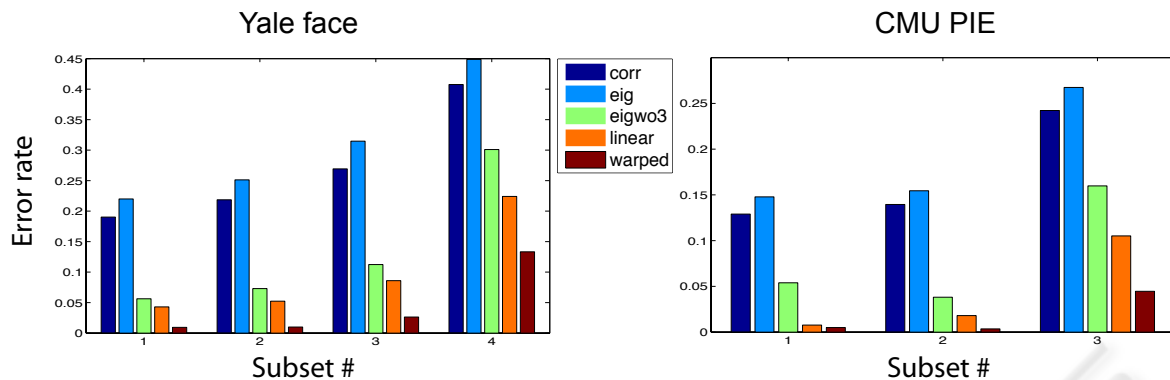 Yale face
CMU PIE
0.45
0.4
0.35
0.3
0.25
0.2
0.15
0.1
0.05
0
Error rate
1 2 3 4
Subset #
corr
eig
eigwo3
linear
warped
0.25
0.2
0.15
0.1
0.05
0
1 2 3
Subset #